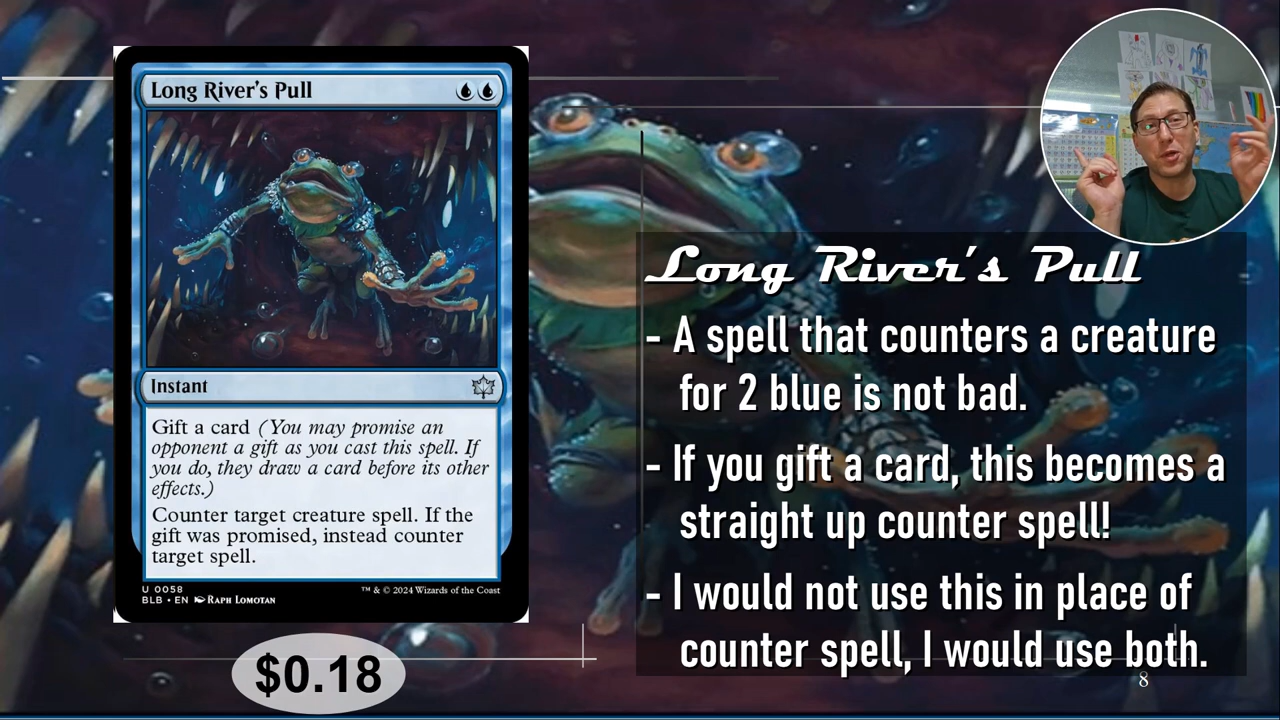 Long River's Pull
Instant
Gift a card (You may promise an
opponent a gift as you cast this spell. If
you do, they draw a card before its other
effects.)
Counter target creature spell. If the
gift was promised, instead counter
target spell.
U 0058
BLB • EN Raph Lomotan
™ & © 2024 Wizards of the Coast
$0.18
Long River's Pull
- A spell that counters a creature
for 2 blue is not bad.
- If you gift a card, this becomes a
straight up counter spell!
- I would not use this in place of
counter spell, I would use both.
8